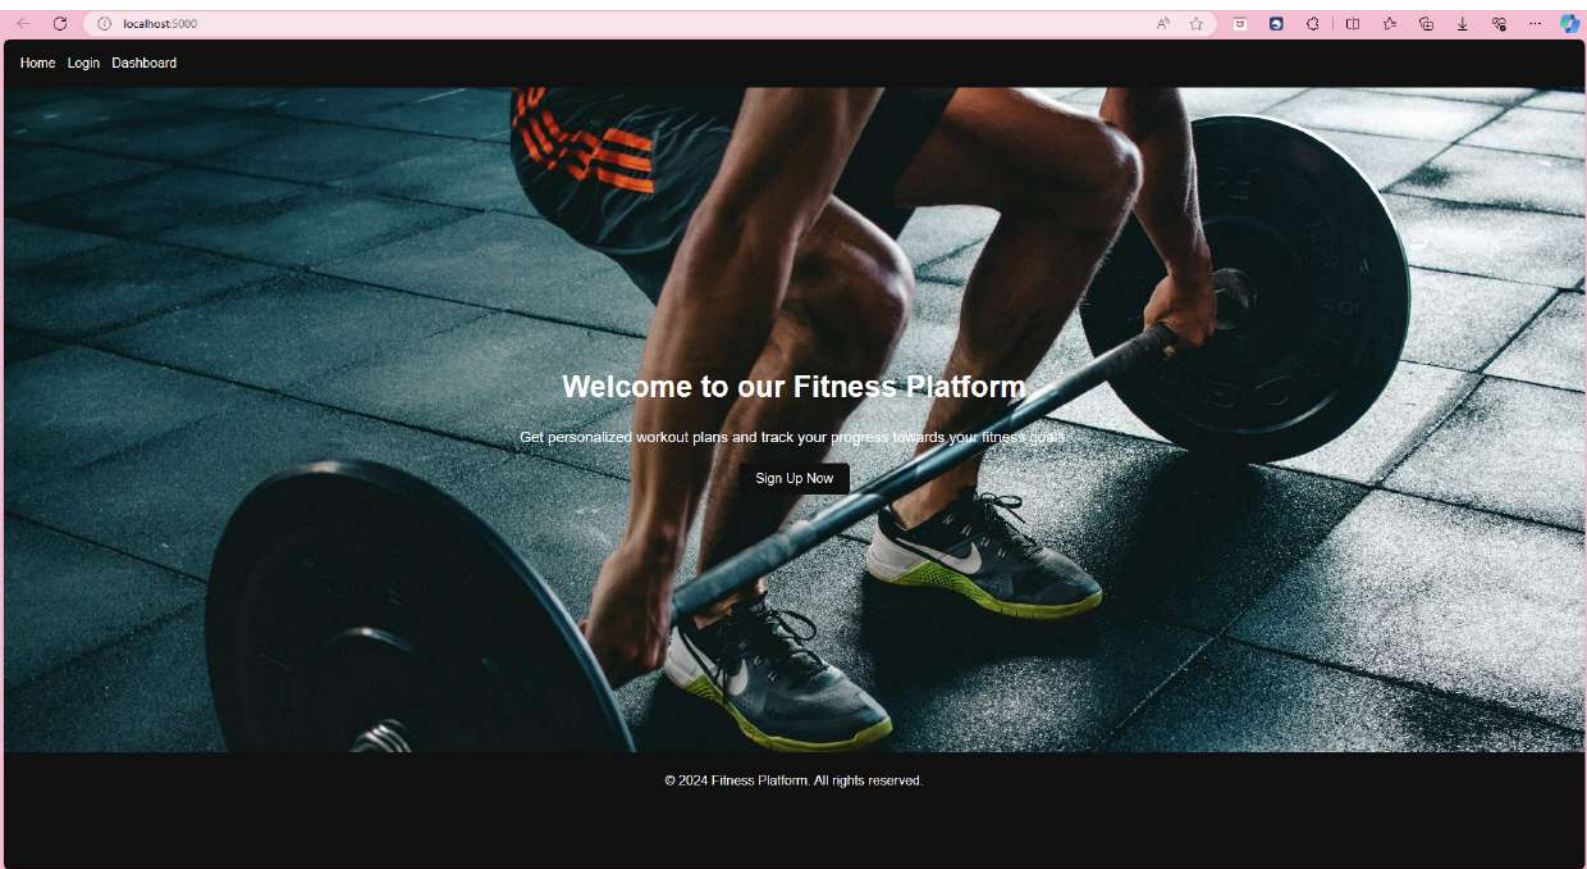 localhost:5000
Home Login Dashboard
Welcome to our Fitness Platform
Get personalized workout plans and track your progress towards your fitness goals.
Sign Up Now
© 2024 Fitness Platform. All rights reserved.